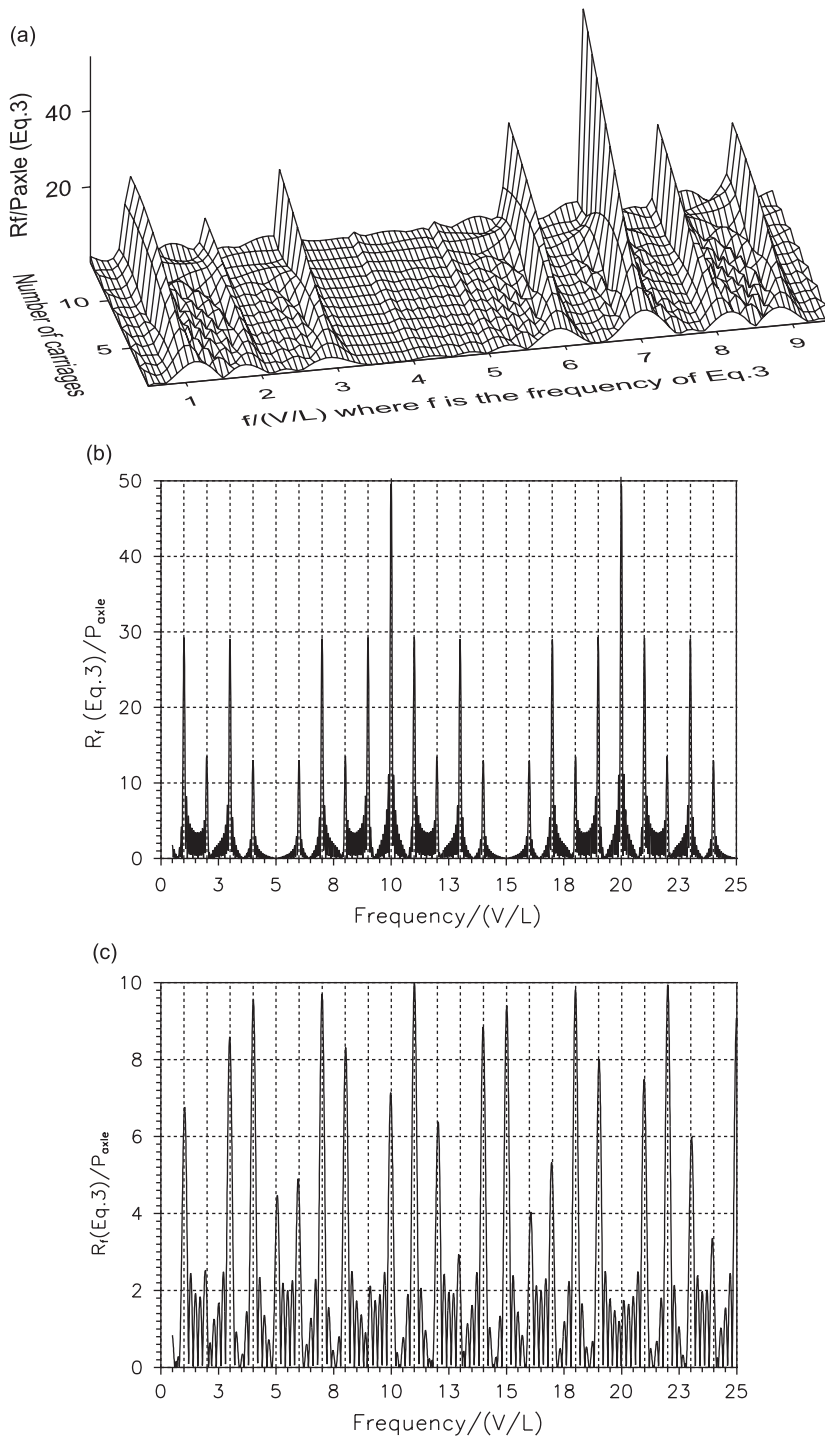 (a)
Rf/Paxle (Eq.3)
40
20
Number of carriages
10
5
1 2 3 4 5 6 7 8 9
f/(V/L) where f is the frequency of Eq.3
(b)
50
40
30
20
10
0
Rf (Eq.3)/Paxle
0 3 5 8 10 13 15 18 20 23 25
Frequency/(V/L)
(c)
10
8
6
4
2
0
Rf(Eq.3)/Paxle
0 3 5 8 10 13 15 18 20 23 25
Frequency/(V/L)